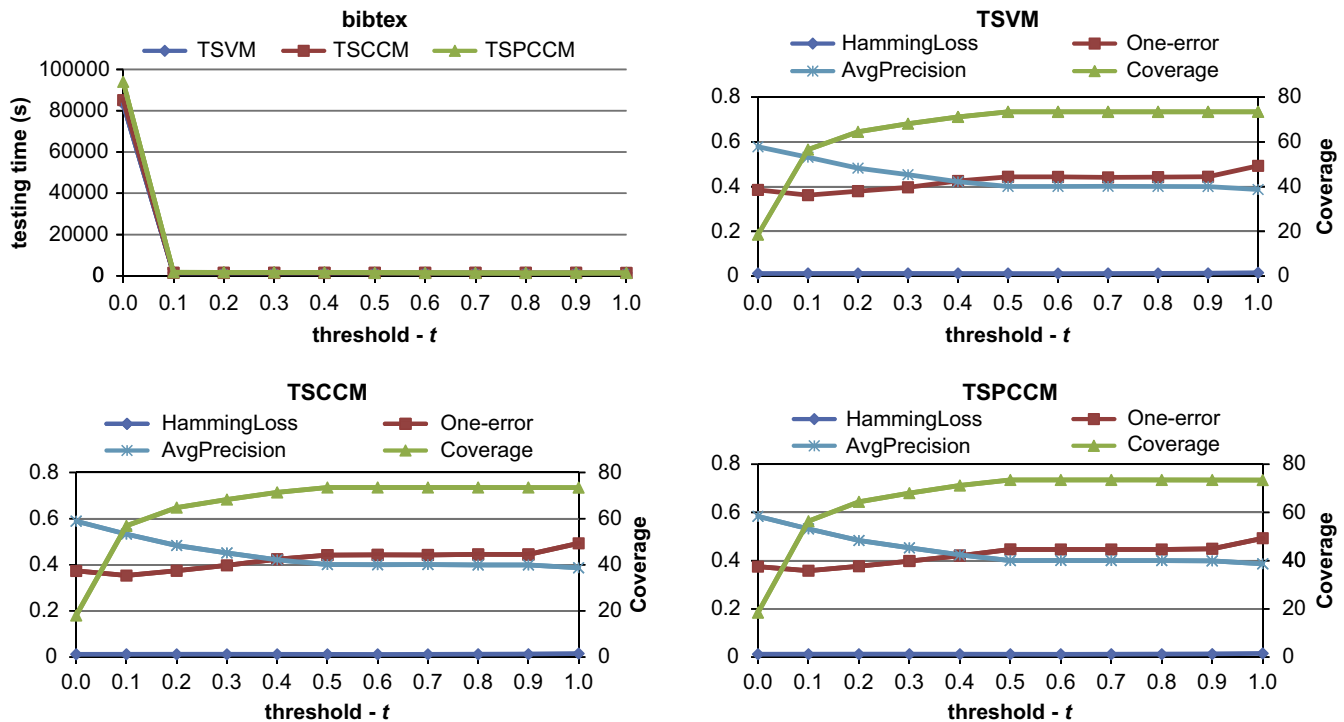 bibtex
TSVM TSCCM TSPCCM
100000
80000
60000
40000
20000
0
testing time (s)
0.0 0.1 0.2 0.3 0.4 0.5 0.6 0.7 0.8 0.9 1.0
threshold - t
TSVM
HammingLoss One-error
AvgPrecision Coverage
0.8 80
0.6 60
0.4 40
0.2 20
0 0
Coverage
0.0 0.1 0.2 0.3 0.4 0.5 0.6 0.7 0.8 0.9 1.0
threshold - t
TSCCM
HammingLoss One-error
AvgPrecision Coverage
0.8 80
0.6 60
0.4 40
0.2 20
0 0
Coverage
0.0 0.1 0.2 0.3 0.4 0.5 0.6 0.7 0.8 0.9 1.0
threshold - t
TSPCCM
HammingLoss One-error
AvgPrecision Coverage
0.8 80
0.6 60
0.4 40
0.2 20
0 0
Coverage
0.0 0.1 0.2 0.3 0.4 0.5 0.6 0.7 0.8 0.9 1.0
threshold - t